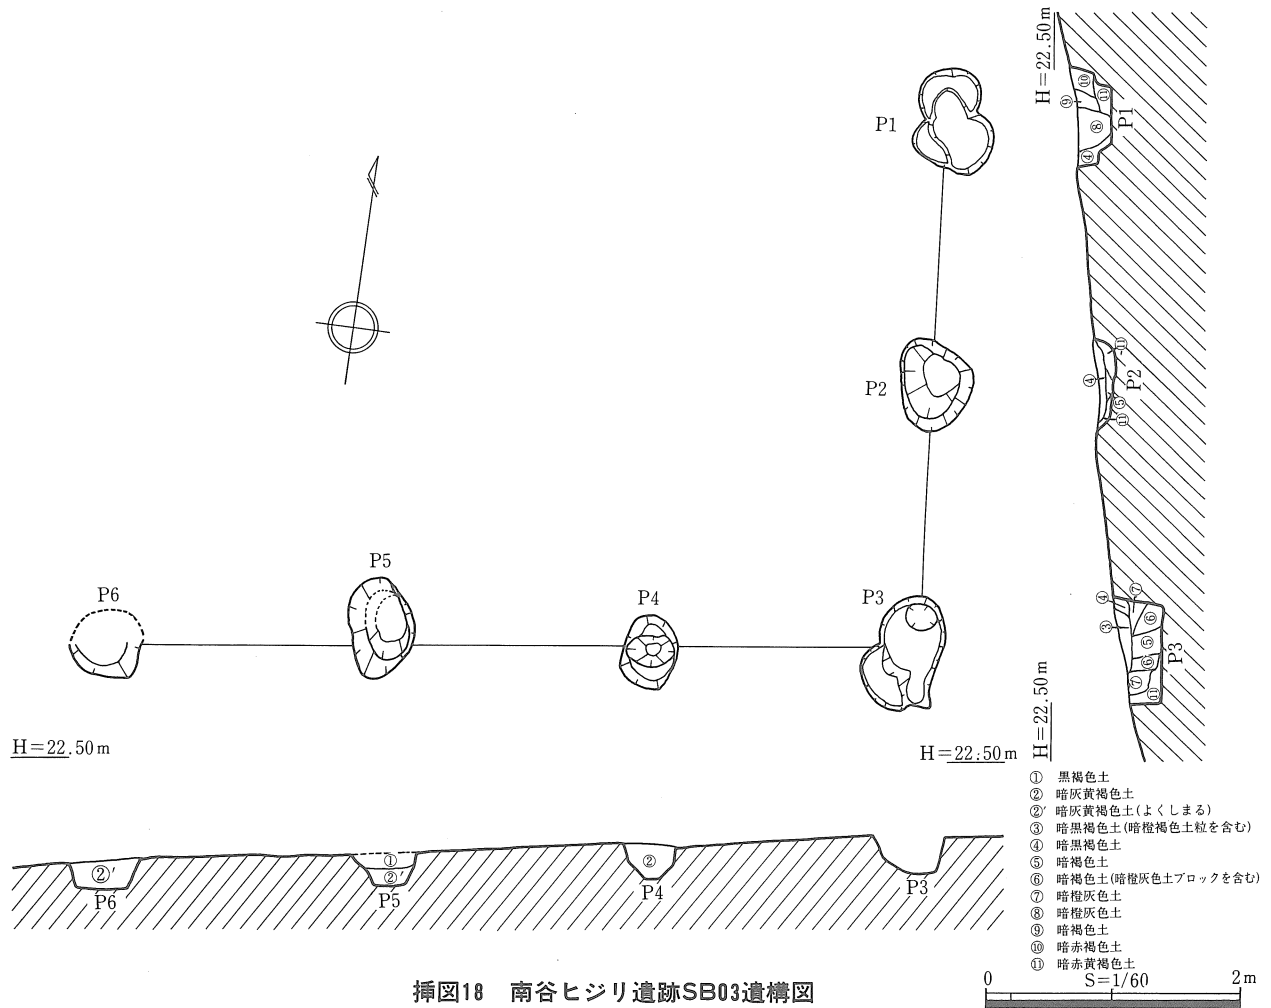 P1
P2
P3
P4
P5
P6
H=22.50m
H=22.50m
⑩
⑪
⑨
⑧
④
P1
⑪
④
P2
⑤
⑪
④
⑦
③
⑥
⑤
P3
⑥
⑦
⑪
H=22.50m
H=22.50m
②′
P6
①
②′
P5
②
P4
P3
① 黒褐色土
② 暗灰黄褐色土
②′ 暗灰黄褐色土(よくしまる)
③ 暗黒褐色土(暗橙褐色土粒を含む)
④ 暗黒褐色土
⑤ 暗褐色土
⑥ 暗褐色土(暗橙灰色土ブロックを含む)
⑦ 暗橙灰色土
⑧ 暗橙灰色土
⑨ 暗褐色土
⑩ 暗赤褐色土
⑪ 暗赤黄褐色土
0 S=1/60 2m
挿図18 南谷ヒジリ遺跡SB03遺構図